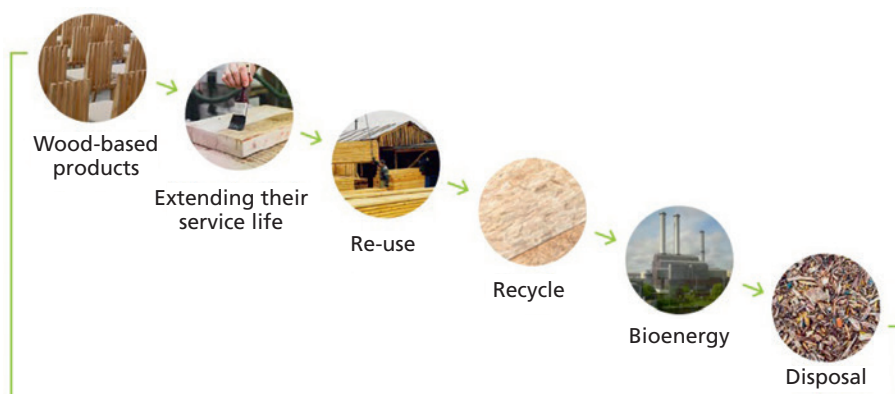 Wood-based
products
Extending their
service life
Re-use
Recycle
Bioenergy
Disposal